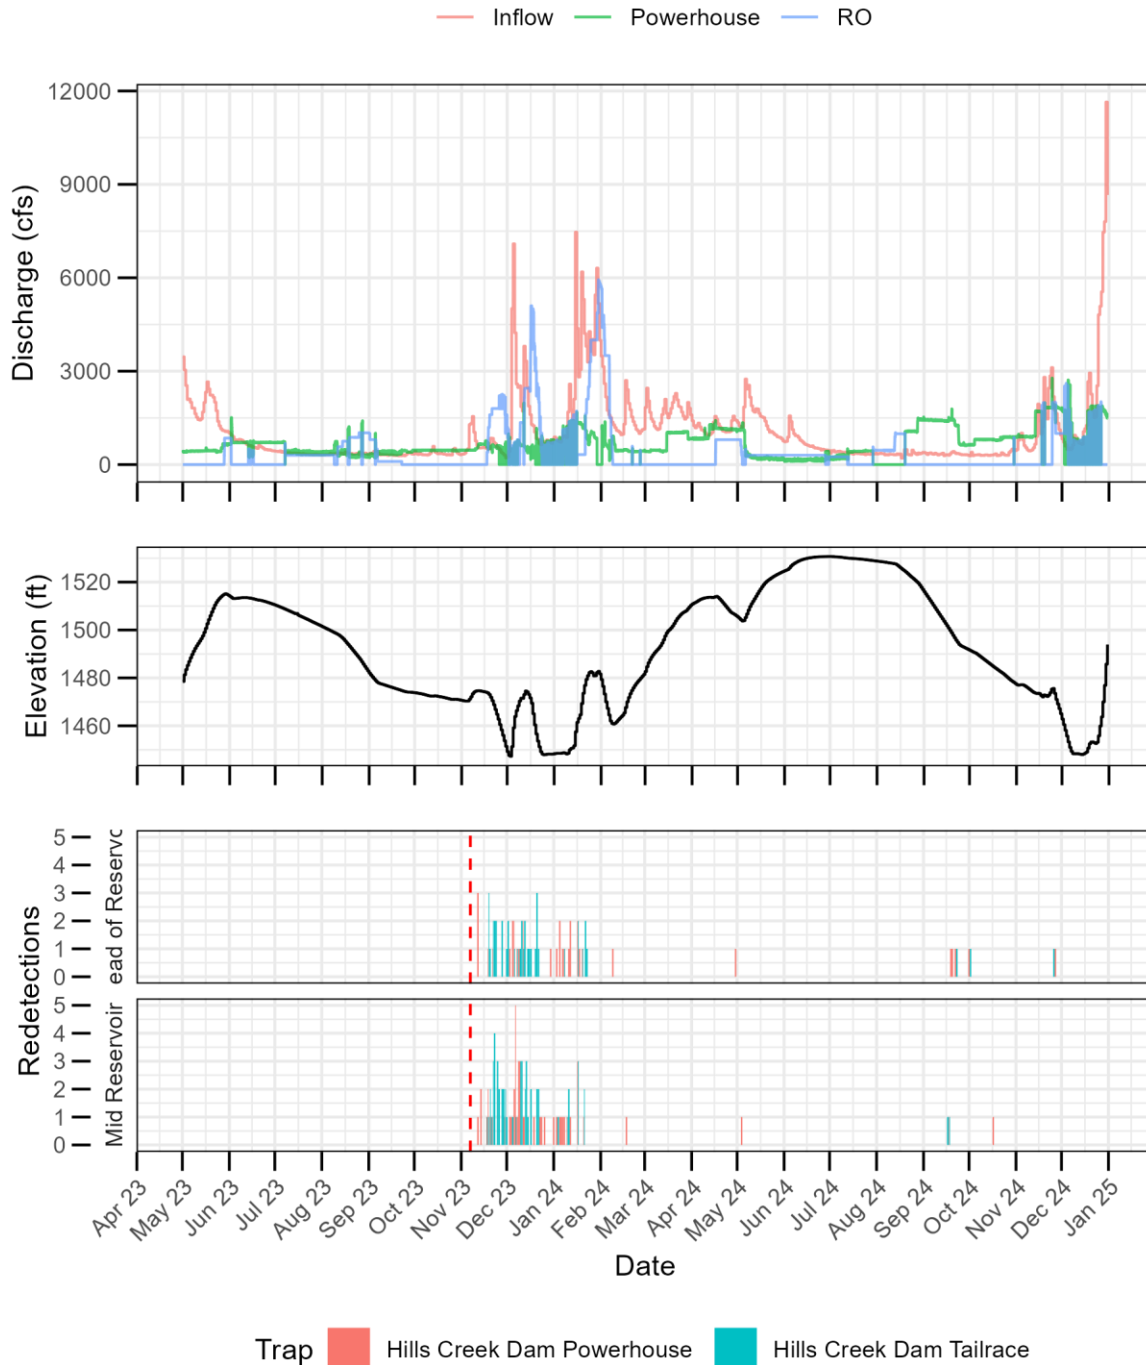 Inflow Powerhouse RO
12000
9000
6000
3000
0
Discharge (cfs)
1520
1500
1480
1460
Elevation (ft)
5
4
3
2
1
0
ead of Reservo
5
4
3
2
1
0
Mid Reservoir
Redetections
Apr 23 May 23 Jun 23 Jul 23 Aug 23 Sep 23 Oct 23 Nov 23 Dec 23 Jan 24 Feb 24 Mar 24 Apr 24 May 24 Jun 24 Jul 24 Aug 24 Sep 24 Oct 24 Nov 24 Dec 24 Jan 25
Date
Trap Hills Creek Dam Powerhouse Hills Creek Dam Tailrace